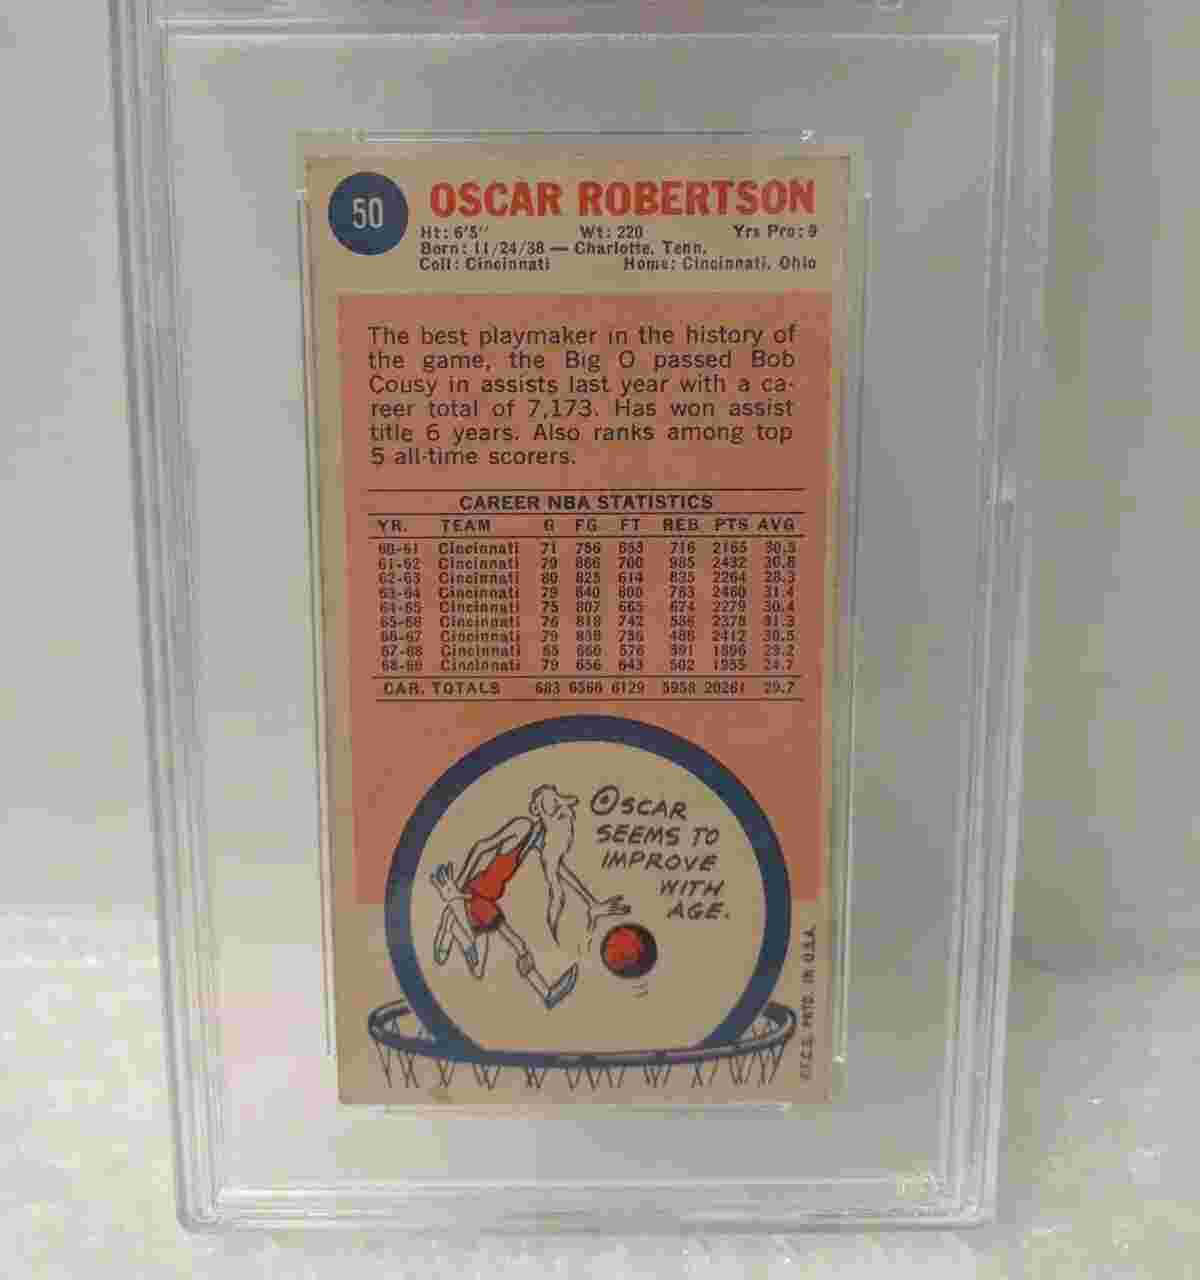 50
OSCAR ROBERTSON
Ht: 6'5" Wt: 220 Yrs Pro: 9
Born: 11/24/38 — Charlotte, Tenn.
Coll: Cincinnati Home: Cincinnati, Ohio
The best playmaker in the history of
the game, the Big O passed Bob
Cousy in assists last year with a ca-
reer total of 7,173. Has won assist
title 6 years. Also ranks among top
5 all-time scorers.
CAREER NBA STATISTICS
YR. TEAM G FG FT REB PTS AVG
60-61 Cincinnati 71 756 653 716 2165 30.5
61-62 Cincinnati 79 866 700 985 2432 30.8
62-63 Cincinnati 80 825 614 835 2264 28.3
63-64 Cincinnati 79 840 800 783 2480 31.4
64-65 Cincinnati 75 807 665 674 2279 30.4
65-66 Cincinnati 76 818 742 586 2378 31.3
66-67 Cincinnati 79 838 736 486 2412 30.5
67-68 Cincinnati 65 660 576 391 1896 29.2
68-69 Cincinnati 79 656 643 502 1955 24.7
CAR. TOTALS 683 6566 6129 5958 20261 29.7
OSCAR
SEEMS TO
IMPROVE
WITH
AGE.
©T.C.G. PRTD. IN U.S.A.